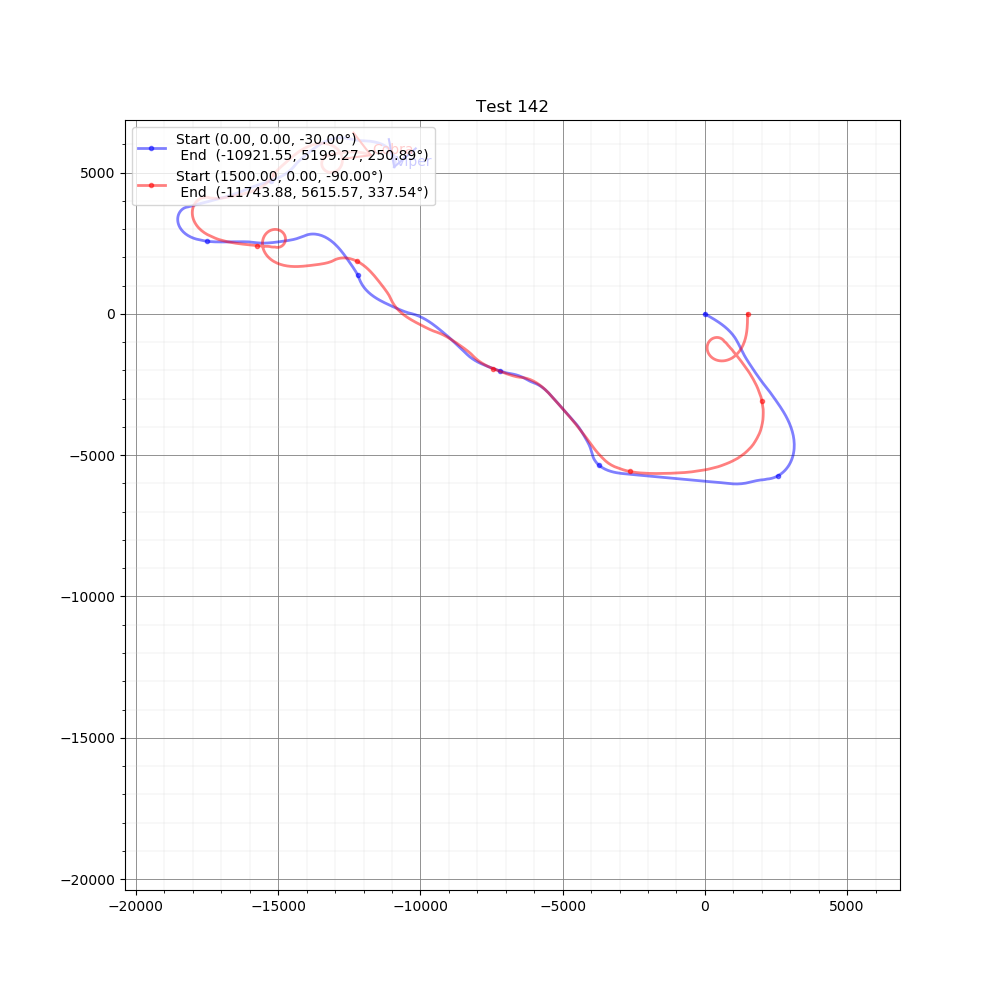 Test 142
Start (0.00, 0.00, -30.00°)
End (-10921.55, 5199.27, 250.89°)
Start (1500.00, 0.00, -90.00°)
End (-11743.88, 5615.57, 337.54°)
5000
0
−5000
−10000
−15000
−20000
−20000 −15000 −10000 −5000 0 5000